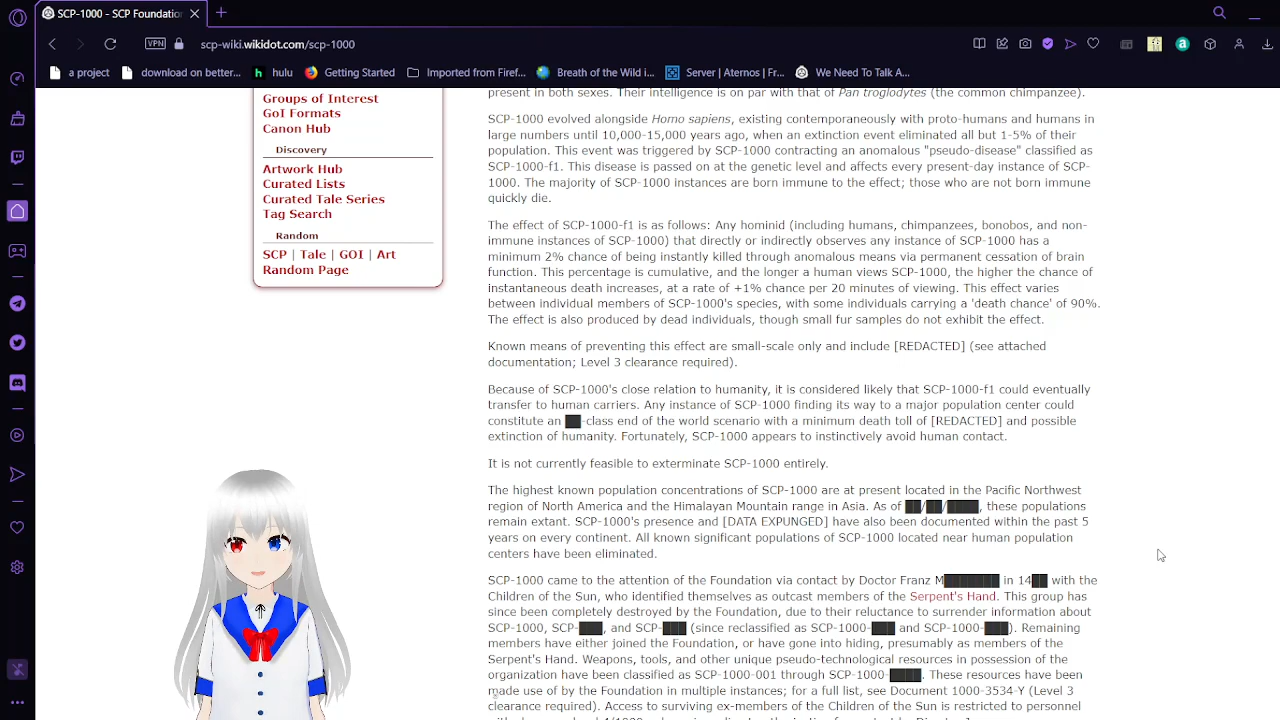 SCP-1000 - SCP Foundation
scp-wiki.wikidot.com/scp-1000
VPN
a project
download on better...
hulu
Getting Started
Imported from Firef...
Breath of the Wild i...
Server | Aternos | Fr...
We Need To Talk A...
Groups of Interest
GoI Formats
Canon Hub
Discovery
Artwork Hub
Curated Lists
Curated Tale Series
Tag Search
Random
SCP | Tale | GOI | Art
Random Page
present in both sexes. Their intelligence is on par with that of Pan troglodytes (the common chimpanzee).
SCP-1000 evolved alongside Homo sapiens, existing contemporaneously with proto-humans and humans in
large numbers until 10,000-15,000 years ago, when an extinction event eliminated all but 1-5% of their
population. This event was triggered by SCP-1000 contracting an anomalous "pseudo-disease" classified as
SCP-1000-f1. This disease is passed on at the genetic level and affects every present-day instance of SCP-
1000. The majority of SCP-1000 instances are born immune to the effect; those who are not born immune
quickly die.
The effect of SCP-1000-f1 is as follows: Any hominid (including humans, chimpanzees, bonobos, and non-
immune instances of SCP-1000) that directly or indirectly observes any instance of SCP-1000 has a
minimum 2% chance of being instantly killed through anomalous means via permanent cessation of brain
function. This percentage is cumulative, and the longer a human views SCP-1000, the higher the chance of
instantaneous death increases, at a rate of +1% chance per 20 minutes of viewing. This effect varies
between individual members of SCP-1000's species, with some individuals carrying a 'death chance' of 90%.
The effect is also produced by dead individuals, though small fur samples do not exhibit the effect.
Known means of preventing this effect are small-scale only and include [REDACTED] (see attached
documentation; Level 3 clearance required).
Because of SCP-1000's close relation to humanity, it is considered likely that SCP-1000-f1 could eventually
transfer to human carriers. Any instance of SCP-1000 finding its way to a major population center could
constitute an ██-class end of the world scenario with a minimum death toll of [REDACTED] and possible
extinction of humanity. Fortunately, SCP-1000 appears to instinctively avoid human contact.
It is not currently feasible to exterminate SCP-1000 entirely.
The highest known population concentrations of SCP-1000 are at present located in the Pacific Northwest
region of North America and the Himalayan Mountain range in Asia. As of ██/██/████, these populations
remain extant. SCP-1000's presence and [DATA EXPUNGED] have also been documented within the past 5
years on every continent. All known significant populations of SCP-1000 located near human population
centers have been eliminated.
SCP-1000 came to the attention of the Foundation via contact by Doctor Franz M███████ in 14██ with the
Children of the Sun, who identified themselves as outcast members of the Serpent's Hand. This group has
since been completely destroyed by the Foundation, due to their reluctance to surrender information about
SCP-1000, SCP-███, and SCP-███ (since reclassified as SCP-1000-███ and SCP-1000-███). Remaining
members have either joined the Foundation, or have gone into hiding, presumably as members of the
Serpent's Hand. Weapons, tools, and other unique pseudo-technological resources in possession of the
organization have been classified as SCP-1000-001 through SCP-1000-████. These resources have been
made use of by the Foundation in multiple instances; for a full list, see Document 1000-3534-Y (Level 3
clearance required). Access to surviving ex-members of the Children of the Sun is restricted to personnel